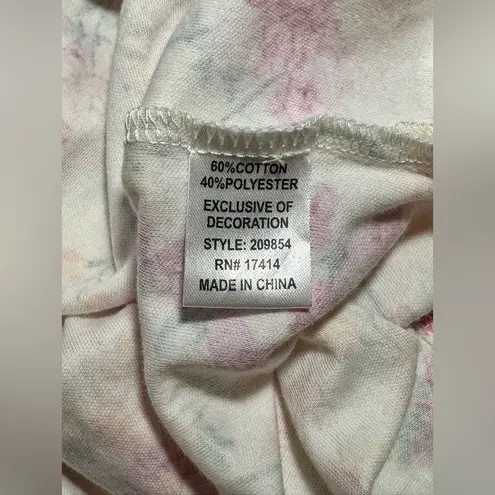 60%COTTON
40%POLYESTER
EXCLUSIVE OF
DECORATION
STYLE: 209854
RN# 17414
MADE IN CHINA